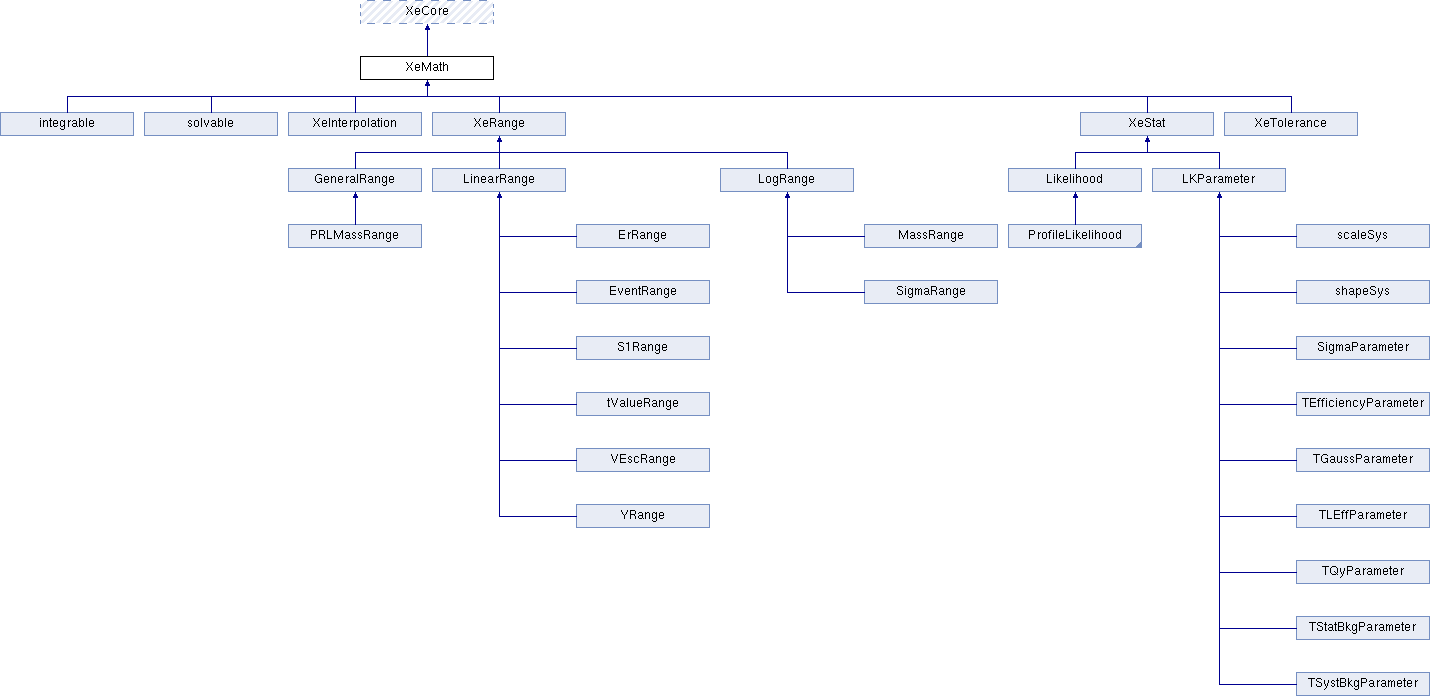 XeCore
XeMath
integrable
solvable
XeInterpolation
XeRange
XeStat
XeTolerance
GeneralRange
LinearRange
LogRange
Likelihood
LKParameter
PRLMassRange
ErRange
MassRange
ProfileLikelihood
scaleSys
EventRange
SigmaRange
shapeSys
S1Range
SigmaParameter
tValueRange
TEfficiencyParameter
VEscRange
TGaussParameter
YRange
TLEffParameter
TQyParameter
TStatBkgParameter
TSystBkgParameter